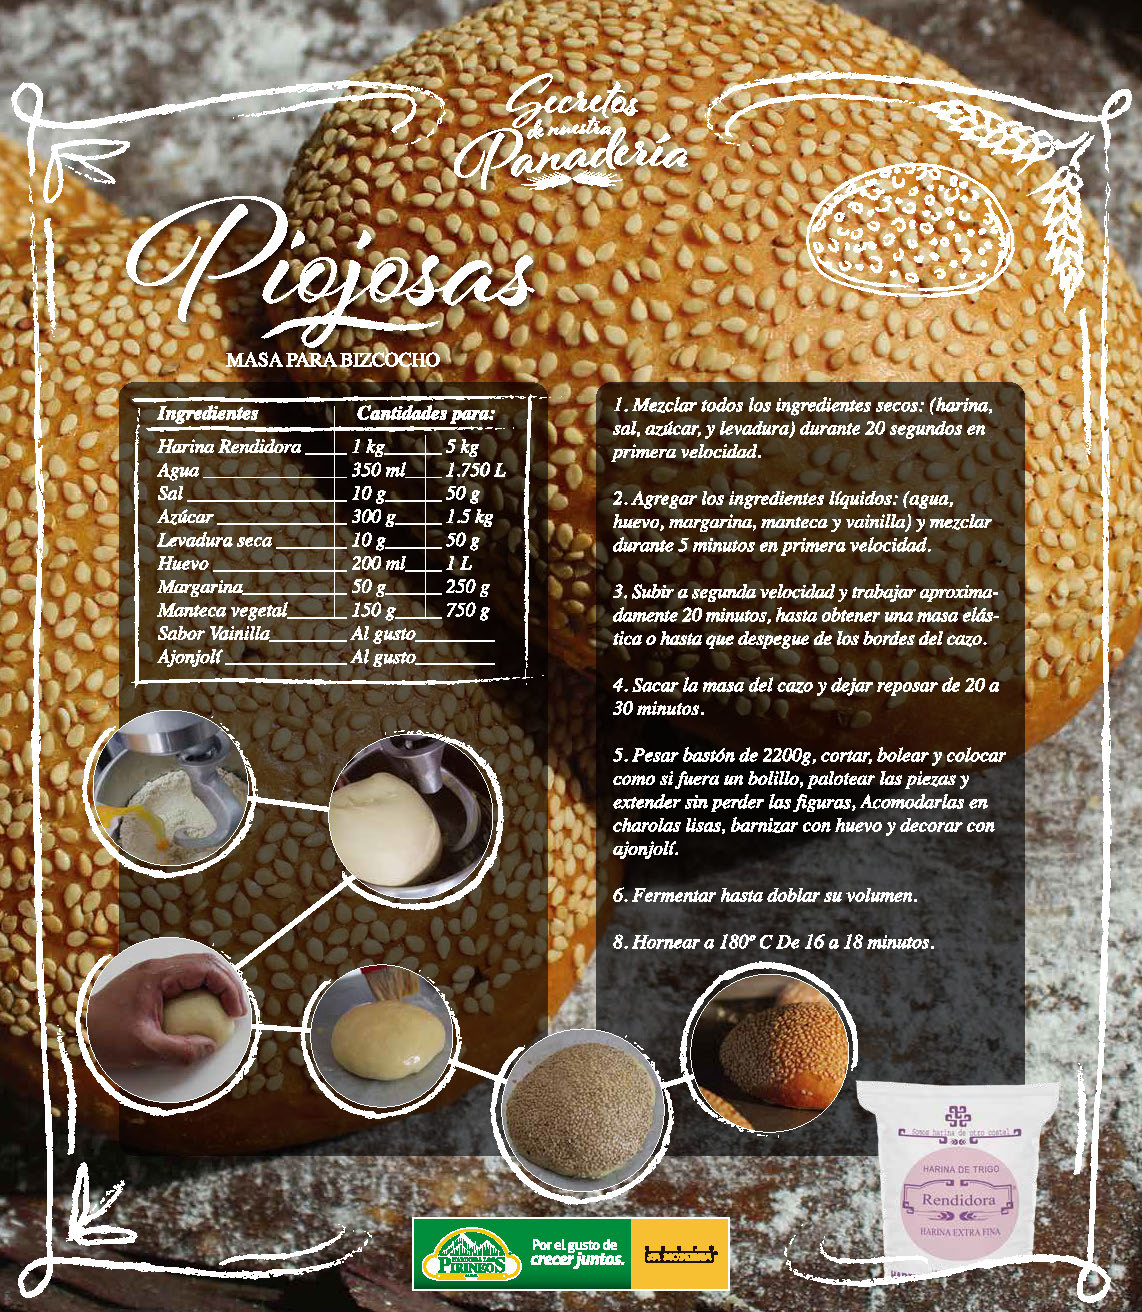 Secretos
de nuestra
Panadería
Piojosas
MASA PARA BIZCOCHO
Ingredientes Cantidades para:
Harina Rendidora 1 kg 5 kg
Agua 350 ml 1.750 L
Sal 10 g 50 g
Azúcar 300 g 1.5 kg
Levadura seca 10 g 50 g
Huevo 200 ml 1 L
Margarina 50 g 250 g
Manteca vegetal 150 g 750 g
Sabor Vainilla Al gusto
Ajonjolí Al gusto
1. Mezclar todos los ingredientes secos: (harina,
sal, azúcar, y levadura) durante 20 segundos en
primera velocidad.
2. Agregar los ingredientes líquidos: (agua,
huevo, margarina, manteca y vainilla) y mezclar
durante 5 minutos en primera velocidad.
3. Subir a segunda velocidad y trabajar aproxima-
damente 20 minutos, hasta obtener una masa elás-
tica o hasta que despegue de los bordes del cazo.
4. Sacar la masa del cazo y dejar reposar de 20 a
30 minutos.
5. Pesar bastón de 2200g, cortar, bolear y colocar
como si fuera un bolillo, palotear las piezas y
extender sin perder las figuras, Acomodarlas en
charolas lisas, barnizar con huevo y decorar con
ajonjolí.
6. Fermentar hasta doblar su volumen.
8. Hornear a 180º C De 16 a 18 minutos.
Somos harina de otro costal
HARINA DE TRIGO
Rendidora
HARINA EXTRA FINA
PIRINEOS
Por el gusto de
crecer juntos.